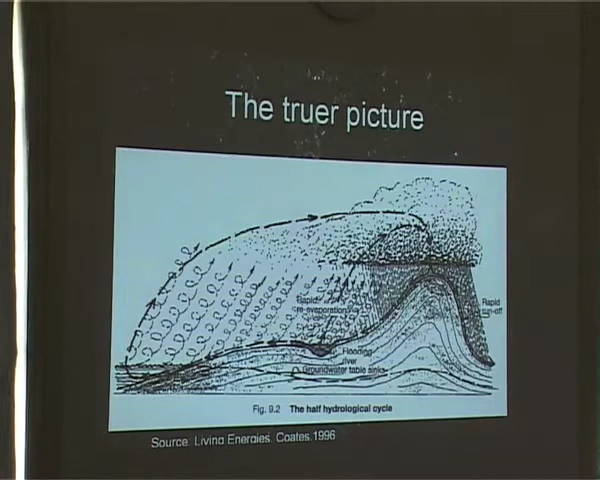 The truer picture
Rapid
re-evaporation
Rapid
run-off
Flooding
river
Groundwater table sinks
Fig. 9.2 The half hydrological cycle
Source: Living Energies. Coates 1996